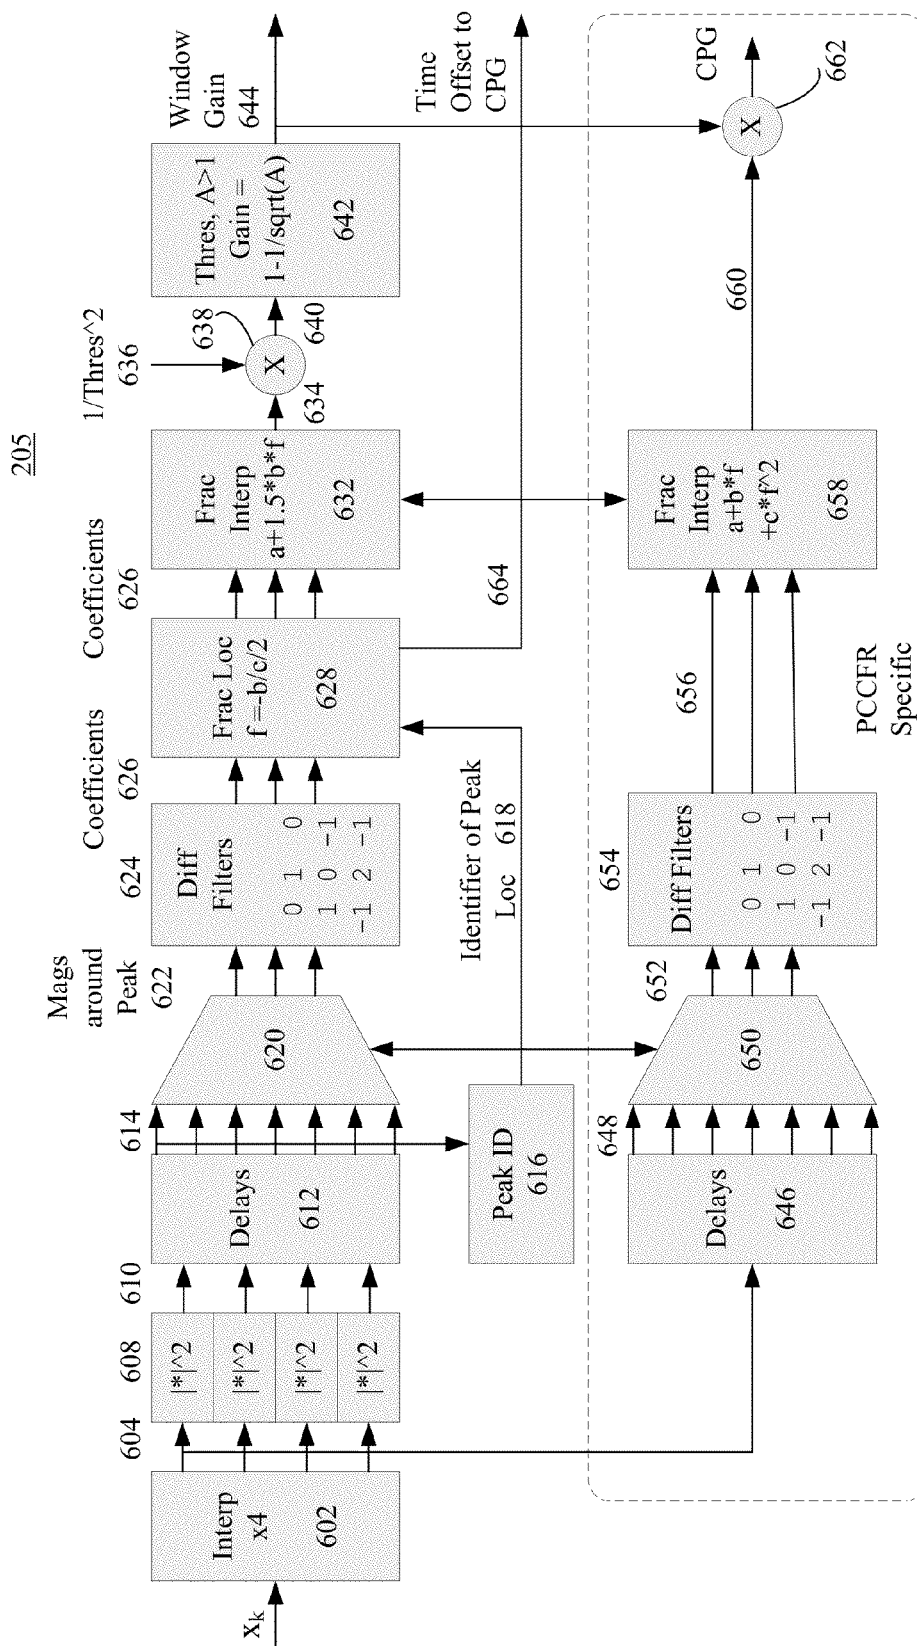 205
x_k
Interp
x4
602
604
|*|^2
|*|^2
|*|^2
|*|^2
608
610
Delays
612
614
Peak ID
616
620
Mags
around
Peak
622
Diff
Filters
0 1 0
1 0 -1
-1 2 -1
624
Coefficients
626
Identifier of Peak
Loc 618
Frac Loc
f=-b/c/2
628
Coefficients
626
Frac
Interp
a+1.5*b*f
632
634
1/Thres^2
636
638
X
640
Thres, A>1
Gain =
1-1/sqrt(A)
642
Window
Gain
644
664
Time
Offset to
CPG
Delays
646
648
650
652
Diff Filters
0 1 0
1 0 -1
-1 2 -1
654
656
Frac
Interp
a+b*f
+c*f^2
658
660
X
662
CPG
PCCFR
Specific